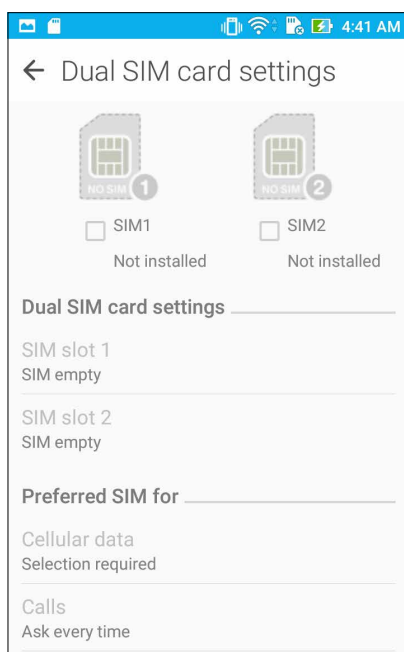 4:41 AM
Dual SIM card settings
NO SIM 1 NO SIM 2
SIM1 SIM2
Not installed Not installed
Dual SIM card settings
SIM slot 1
SIM empty
SIM slot 2
SIM empty
Preferred SIM for
Cellular data
Selection required
Calls
Ask every time